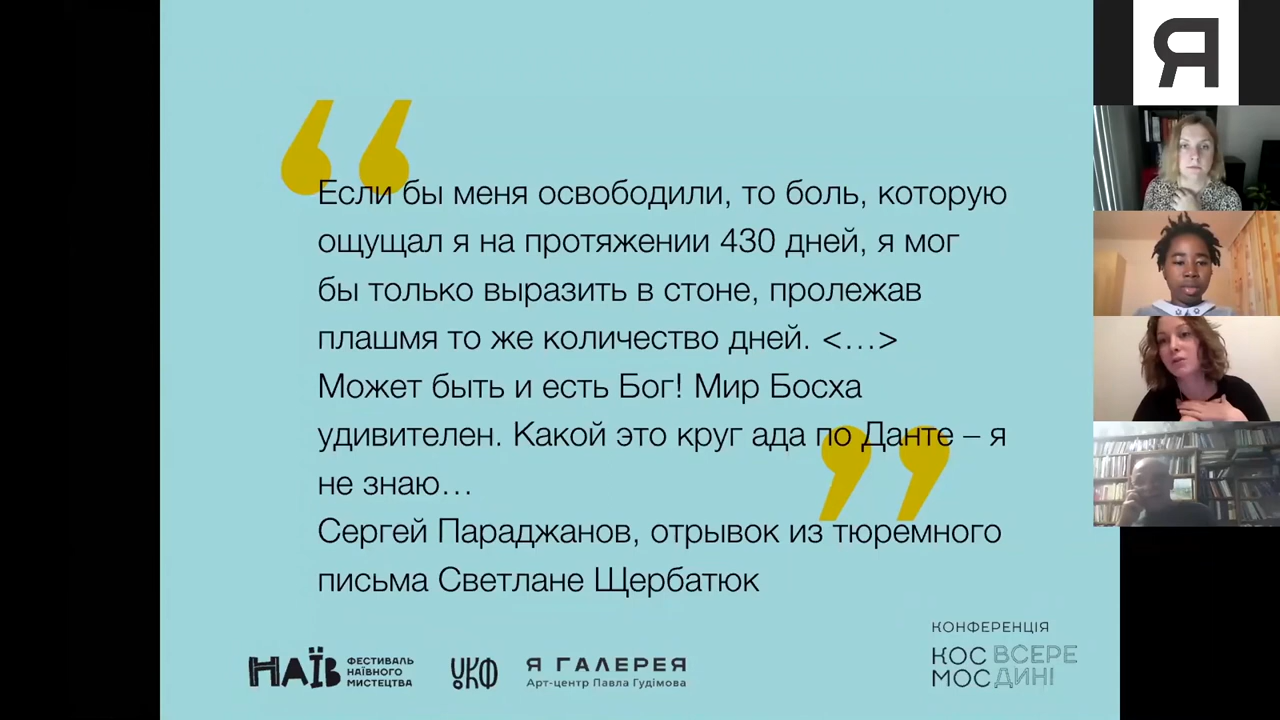 Я
Если бы меня освободили, то боль, которую
ощущал я на протяжении 430 дней, я мог
бы только выразить в стоне, пролежав
плашмя то же количество дней. <...>
Может быть и есть Бог! Мир Босха
удивителен. Какой это круг ада по Данте – я
не знаю...
Сергей Параджанов, отрывок из тюремного
письма Светлане Щербатюк
НАЇВ
ФЕСТИВАЛЬ
НАЇВНОГО
МИСТЕЦТВА
УКФ
Я ГАЛЕРЕЯ
Арт-центр Павла Гудімова
КОНФЕРЕНЦІЯ
КОС ВСЕРЕ
МОС ДИНІ